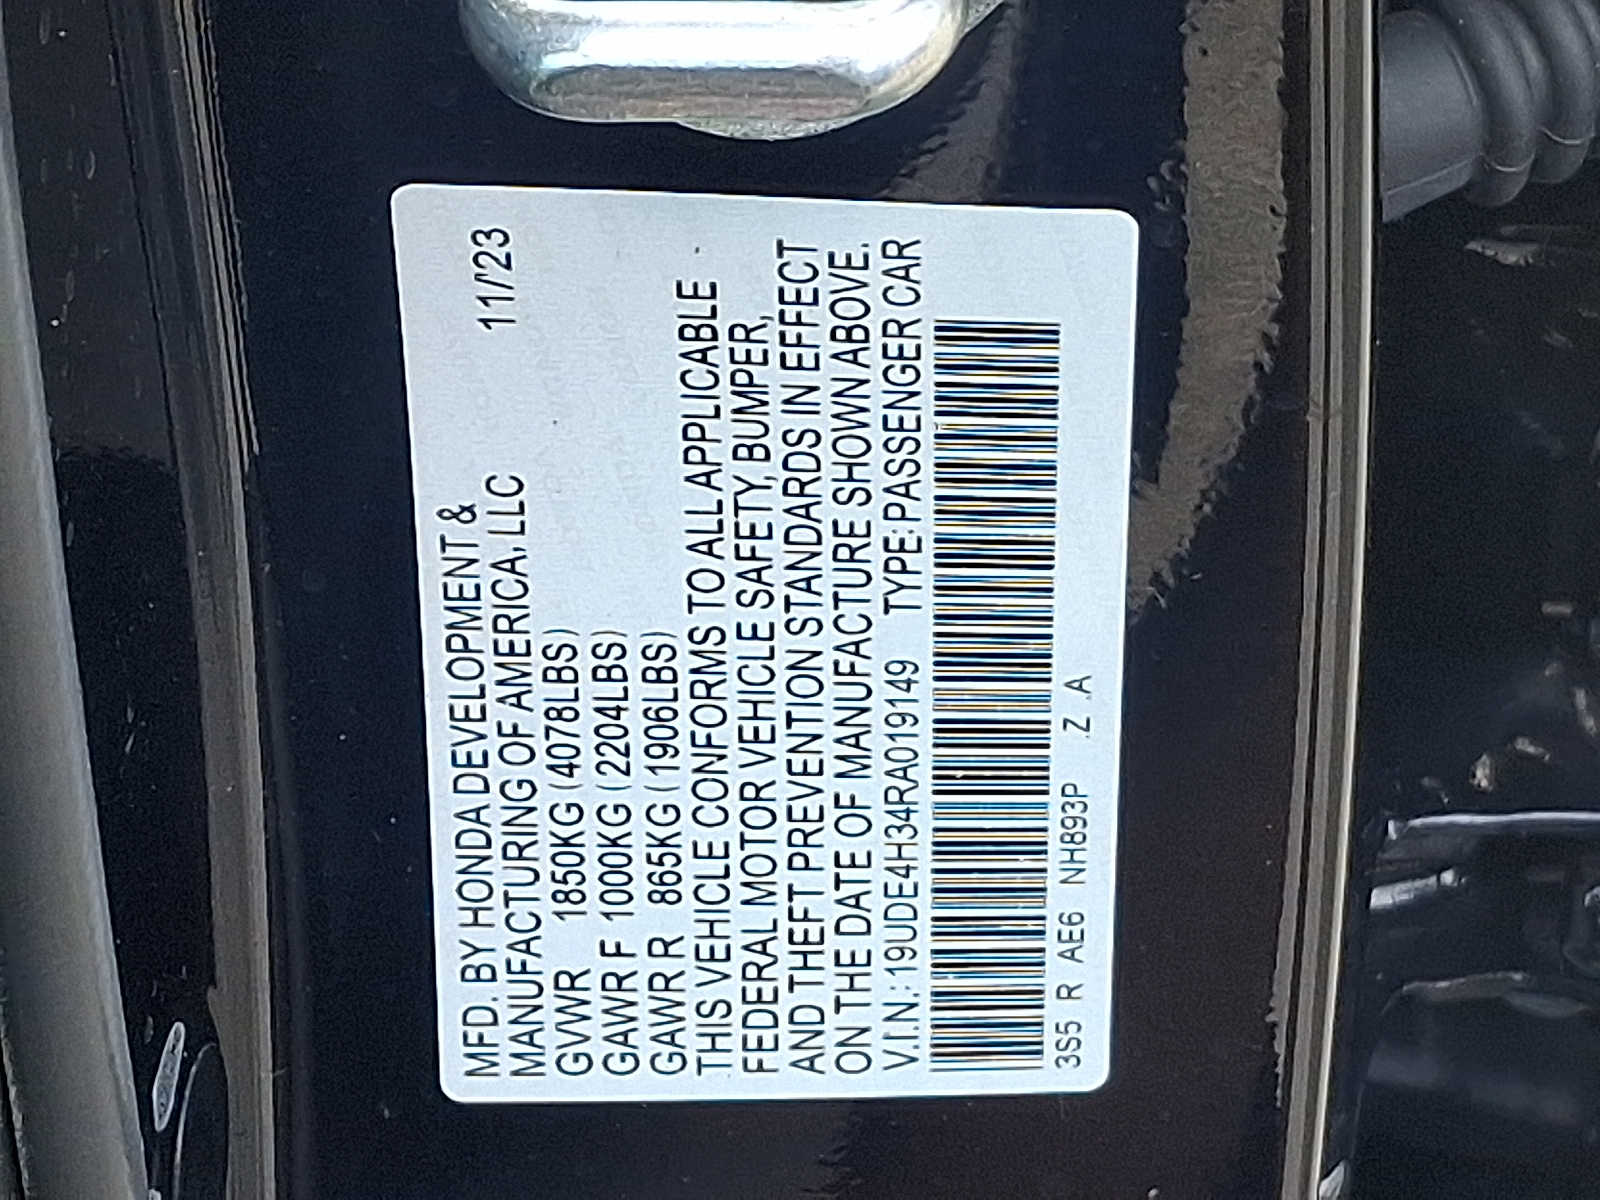 MFD. BY HONDA DEVELOPMENT &
MANUFACTURING OF AMERICA, LLC 11/'23
GVWR 1850KG (4078LBS)
GAWR F 1000KG (2204LBS)
GAWR R 865KG (1906LBS)
THIS VEHICLE CONFORMS TO ALL APPLICABLE
FEDERAL MOTOR VEHICLE SAFETY, BUMPER,
AND THEFT PREVENTION STANDARDS IN EFFECT
ON THE DATE OF MANUFACTURE SHOWN ABOVE.
V.I.N.: 19UDE4H34RA019149 TYPE: PASSENGER CAR
3S5 R AE6 NH893P .Z .A